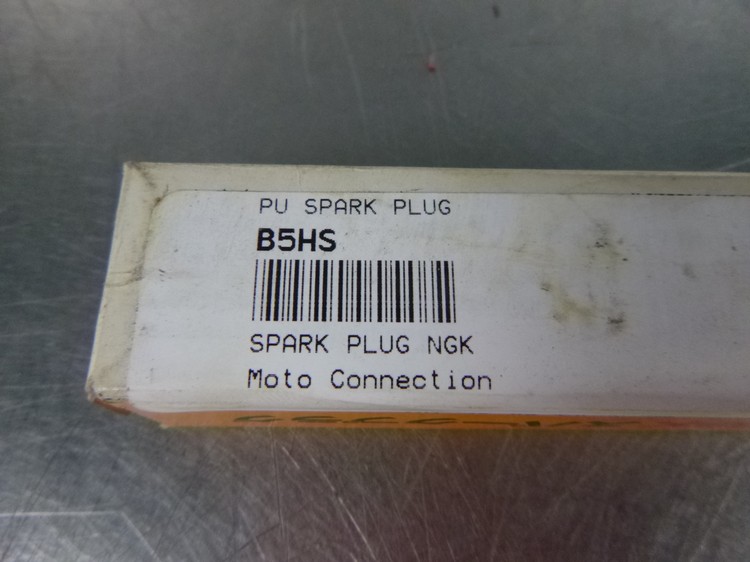 PU SPARK PLUG
B5HS
SPARK PLUG NGK
Moto Connection